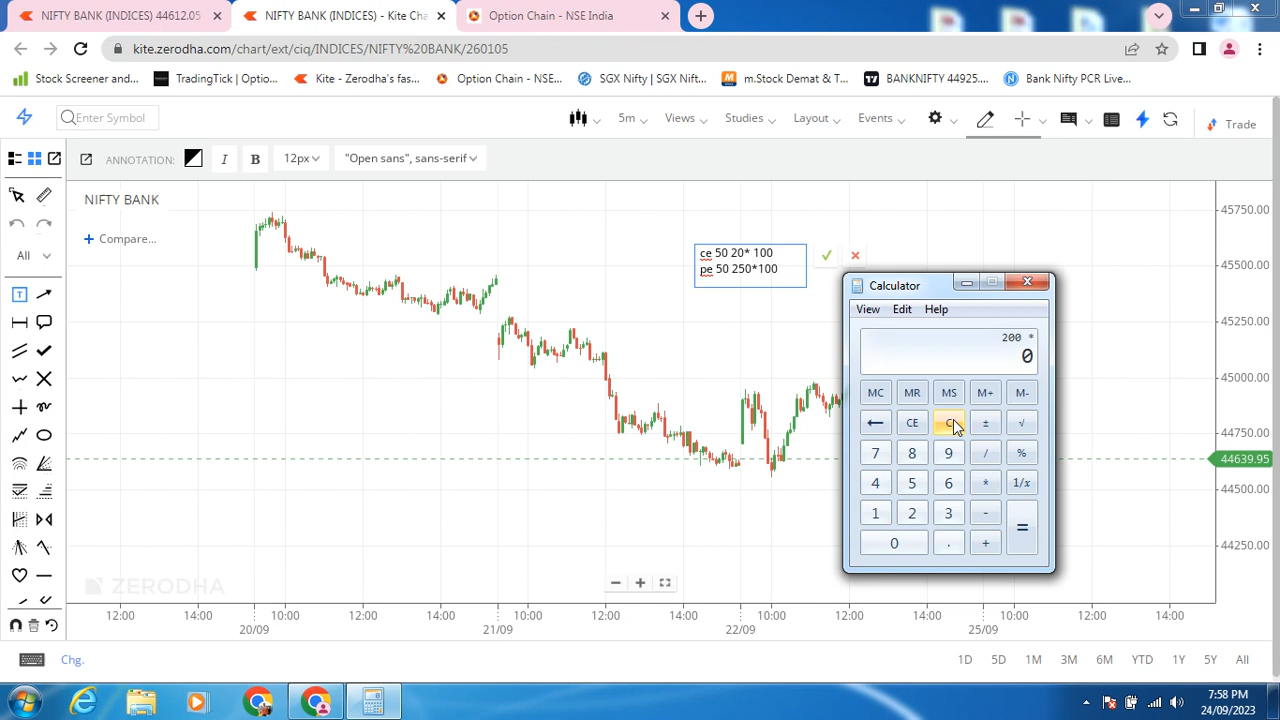 NIFTY BANK (INDICES) 44612.05
NIFTY BANK (INDICES) - Kite Cha
Option Chain - NSE India
kite.zerodha.com/chart/ext/ciq/INDICES/NIFTY%20BANK/260105
Stock Screener and...
TradingTick | Optio...
Kite - Zerodha's fas...
Option Chain - NSE...
SGX Nifty | SGX Nift...
m.Stock Demat & T...
BANKNIFTY 44925....
Bank Nifty PCR Live...
Enter Symbol
5m
Views
Studies
Layout
Events
Trade
ANNOTATION:
I
B
12px
"Open sans", sans-serif
NIFTY BANK
Compare...
All
T
ce 50 20* 100
pe 50 250*100
Calculator
View Edit Help
200 *
0
MC MR MS M+ M-
← CE C ± √
7 8 9 / %
4 5 6 * 1/x
1 2 3 - =
0 . +
45750.00
45500.00
45250.00
45000.00
44750.00
44639.95
44500.00
44250.00
ZERODHA
12:00 14:00 10:00 12:00 14:00 10:00 12:00 14:00 10:00 12:00 14:00 10:00 12:00 14:00
20/09 21/09 22/09 25/09
Chg.
1D 5D 1M 3M 6M YTD 1Y 5Y All
7:58 PM
24/09/2023